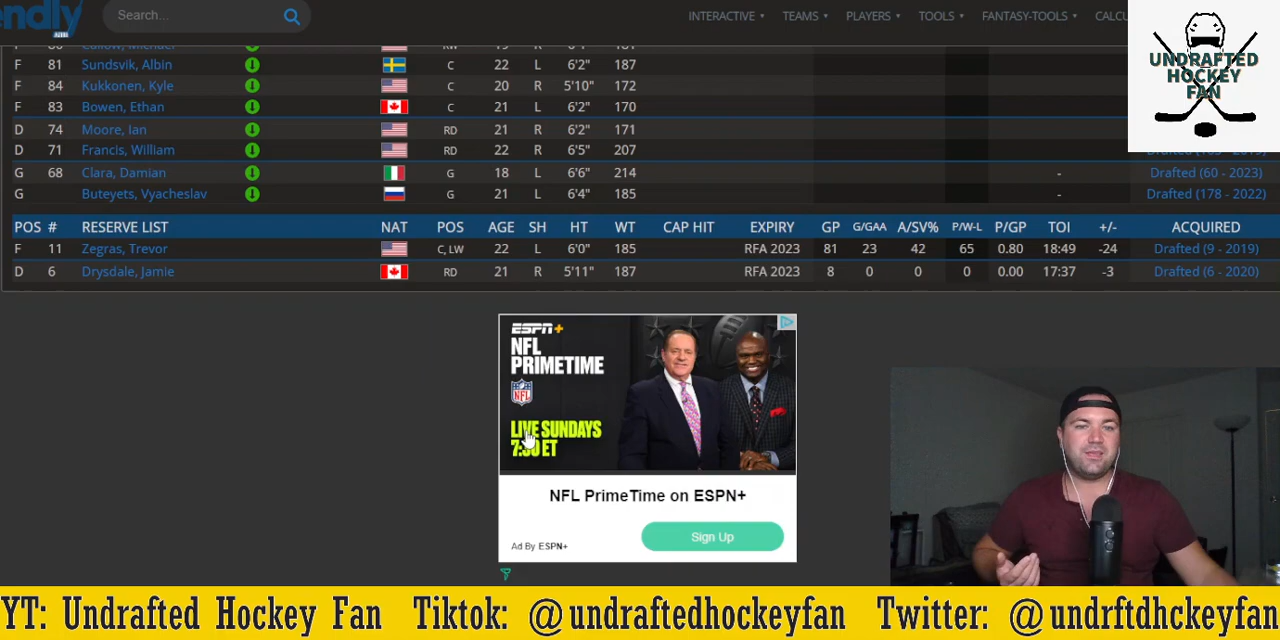 endly
Search...
INTERACTIVE TEAMS PLAYERS TOOLS FANTASY-TOOLS
UNDRAFTED
HOCKEY
FAN
F 81 Sundsvik, Albin C 22 L 6'2" 187
F 84 Kukkonen, Kyle C 20 R 5'10" 172
F 83 Bowen, Ethan C 21 L 6'2" 170
D 74 Moore, Ian RD 21 R 6'2" 171
D 71 Francis, William RD 22 R 6'5" 207
G 68 Clara, Damian G 18 L 6'6" 214 - Drafted (60 - 2023)
G Buteyets, Vyacheslav G 21 L 6'4" 185 - Drafted (178 - 2022)
POS # RESERVE LIST NAT POS AGE SH HT WT CAP HIT EXPIRY GP G/GAA A/SV% P/W-L P/GP TOI +/- ACQUIRED
F 11 Zegras, Trevor C, LW 22 L 6'0" 185 RFA 2023 81 23 42 65 0.80 18:49 -24 Drafted (9 - 2019)
D 6 Drysdale, Jamie RD 21 R 5'11" 187 RFA 2023 8 0 0 0 0.00 17:37 -3 Drafted (6 - 2020)
ESPN+
NFL
PRIMETIME
NFL
LIVE SUNDAYS
ET
NFL PrimeTime on ESPN+
Ad By ESPN+
Sign Up
YT: Undrafted Hockey Fan Tiktok: @undraftedhockeyfan Twitter: @undrftdhckeyfan